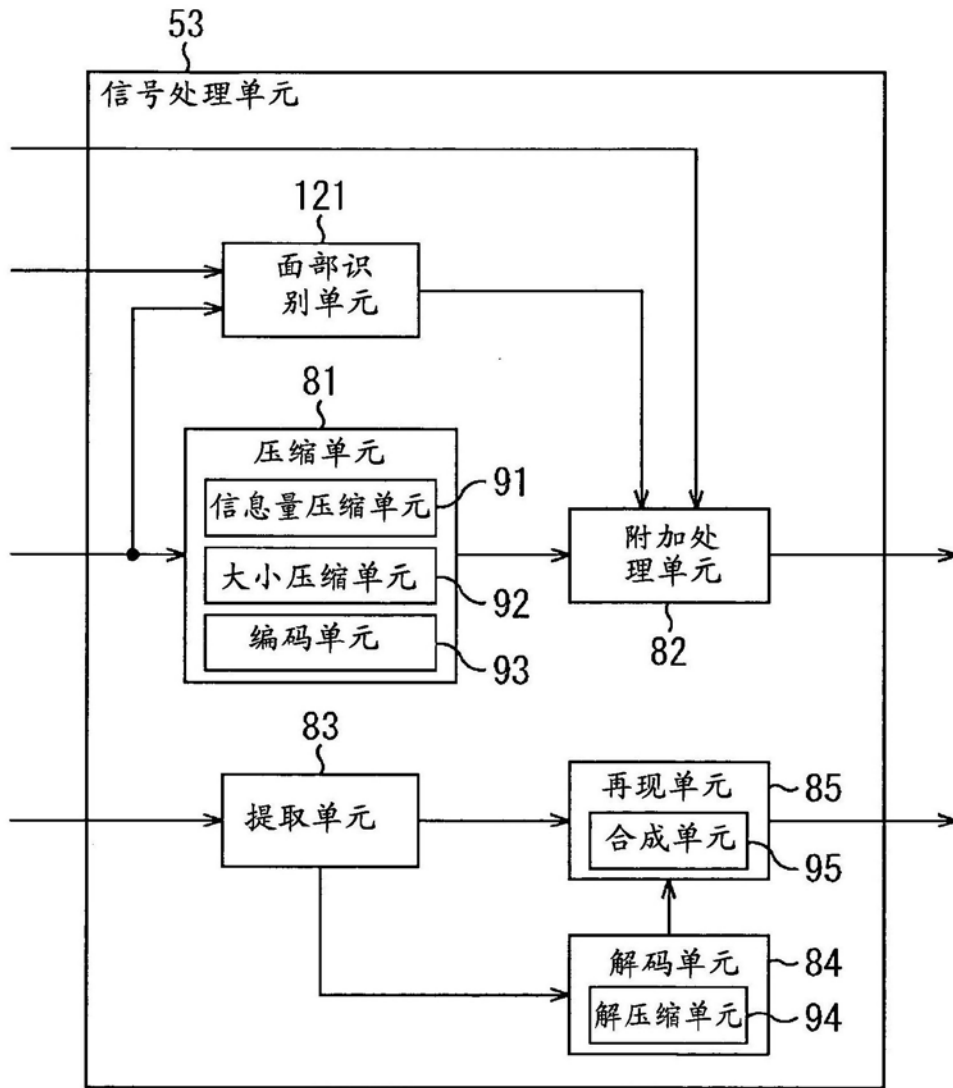 53
信号处理单元
121
面部识
别单元
81
压缩单元
信息量压缩单元
91
大小压缩单元
92
编码单元
93
附加处
理单元
82
83
提取单元
再现单元
85
合成单元
95
解码单元
84
解压缩单元
94